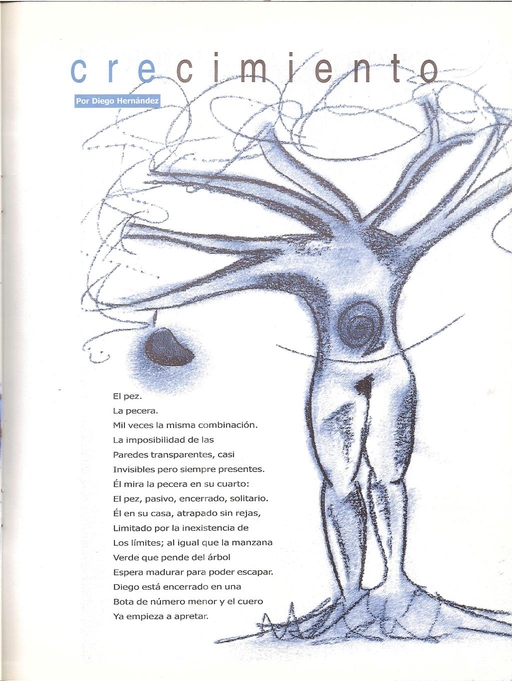 crecimiento
Por Diego Hernández
El pez.
La pecera.
Mil veces la misma combinación.
La imposibilidad de las
Paredes transparentes, casi
Invisibles pero siempre presentes.
Él mira la pecera en su cuarto:
El pez, pasivo, encerrado, solitario.
Él en su casa, atrapado sin rejas,
Limitado por la inexistencia de
Los límites; al igual que la manzana
Verde que pende del árbol
Espera madurar para poder escapar.
Diego está encerrado en una
Bota de número menor y el cuero
Ya empieza a apretar.